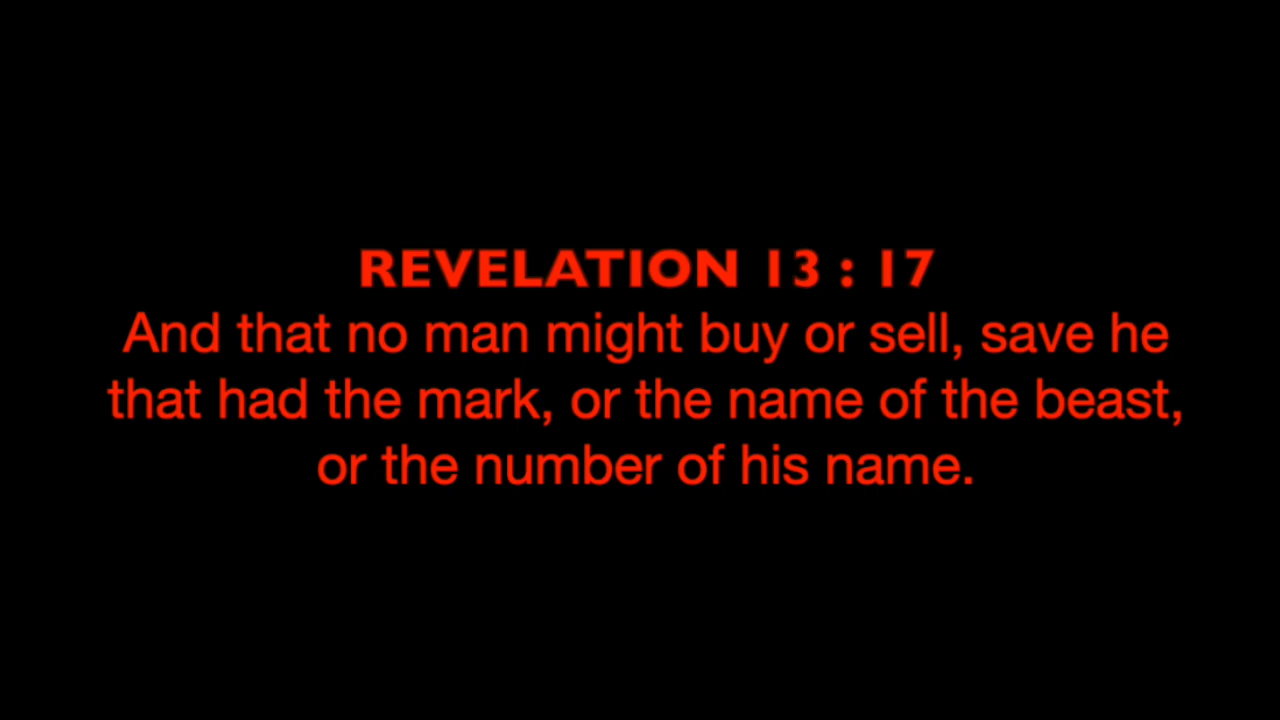 REVELATION 13 : 17
And that no man might buy or sell, save he
that had the mark, or the name of the beast,
or the number of his name.